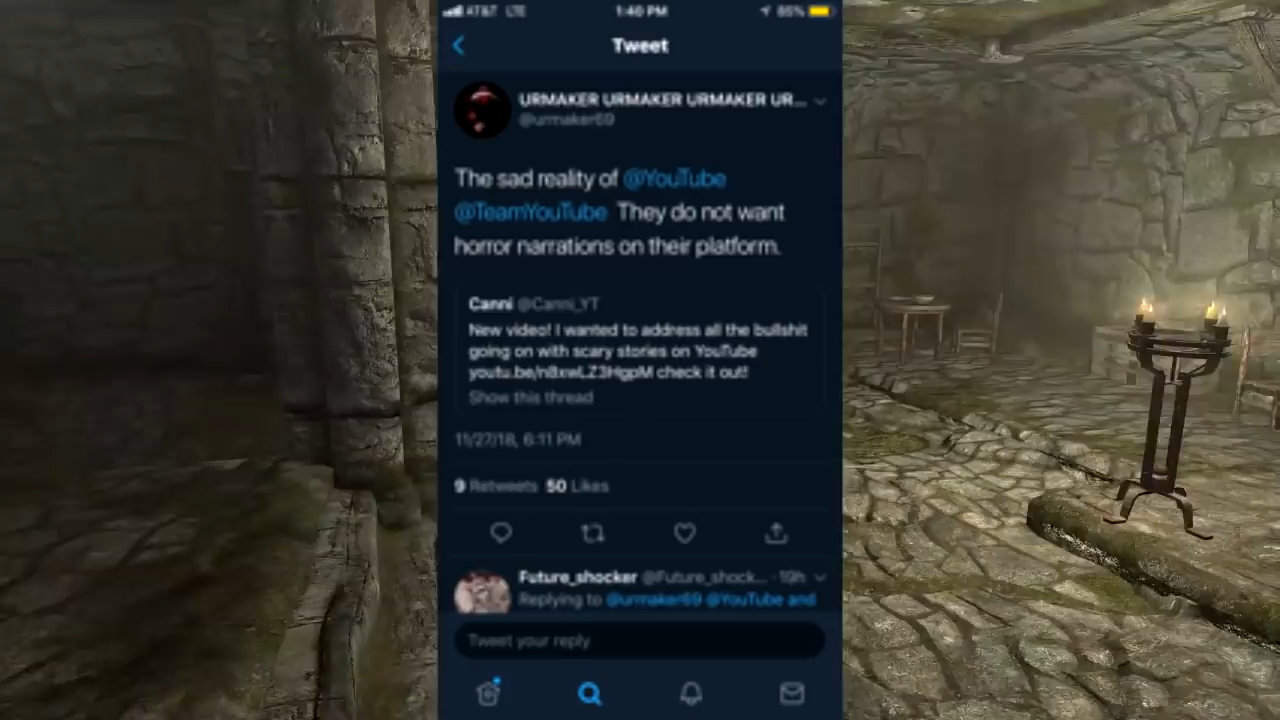 AT&T LTE 1:40 PM 85%
Tweet
URMAKER URMAKER URMAKER UR...
@urmaker69
The sad reality of @YouTube
@TeamYouTube They do not want
horror narrations on their platform.
Canni @Canni_YT
New video! I wanted to address all the bullshit
going on with scary stories on YouTube
youtu.be/n8xwLZ3HgpM check it out!
Show this thread
11/27/18, 6:11 PM
9 Retweets 50 Likes
Future_shocker @Future_shock... · 19h
Replying to @urmaker69 @YouTube and
Tweet your reply